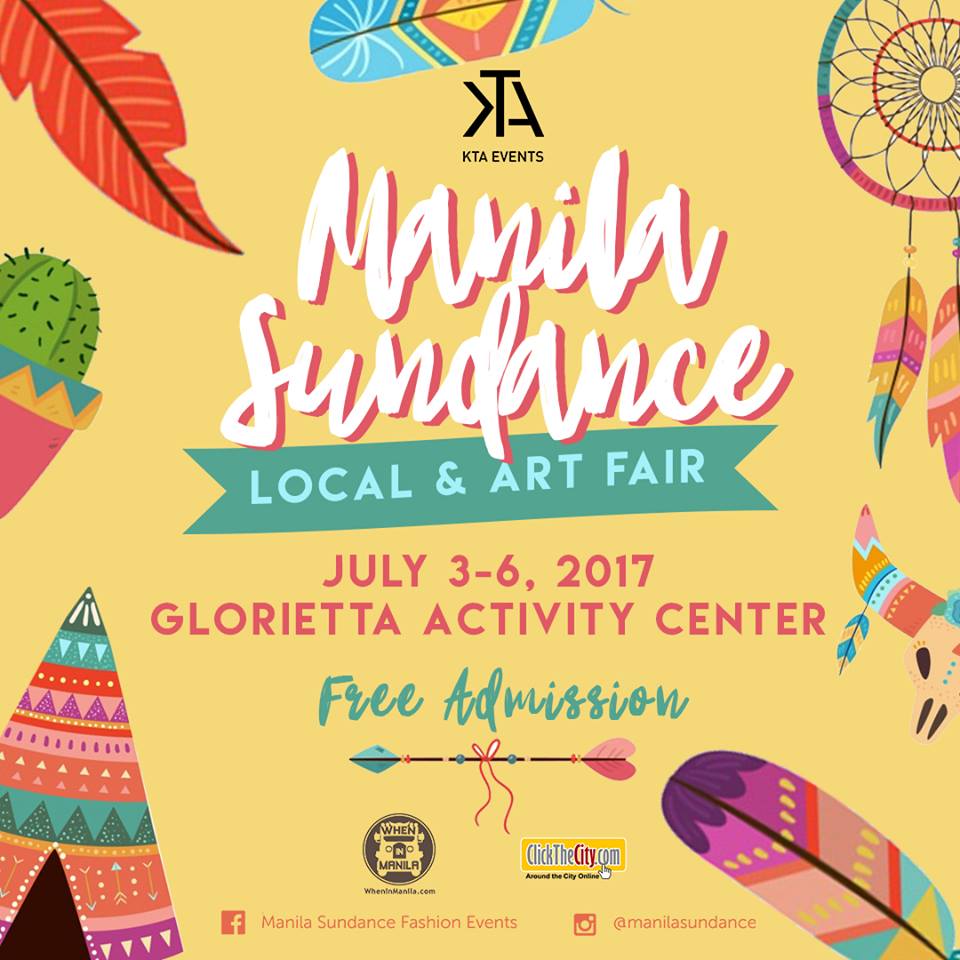 KTA
KTA EVENTS
Manila
Sundance
LOCAL & ART FAIR
JULY 3-6, 2017
GLORIETTA ACTIVITY CENTER
Free Admission
WHEN
IN
MANILA
WhenInManila.com
ClickTheCity.com
Around the City Online
Manila Sundance Fashion Events
@manilasundance